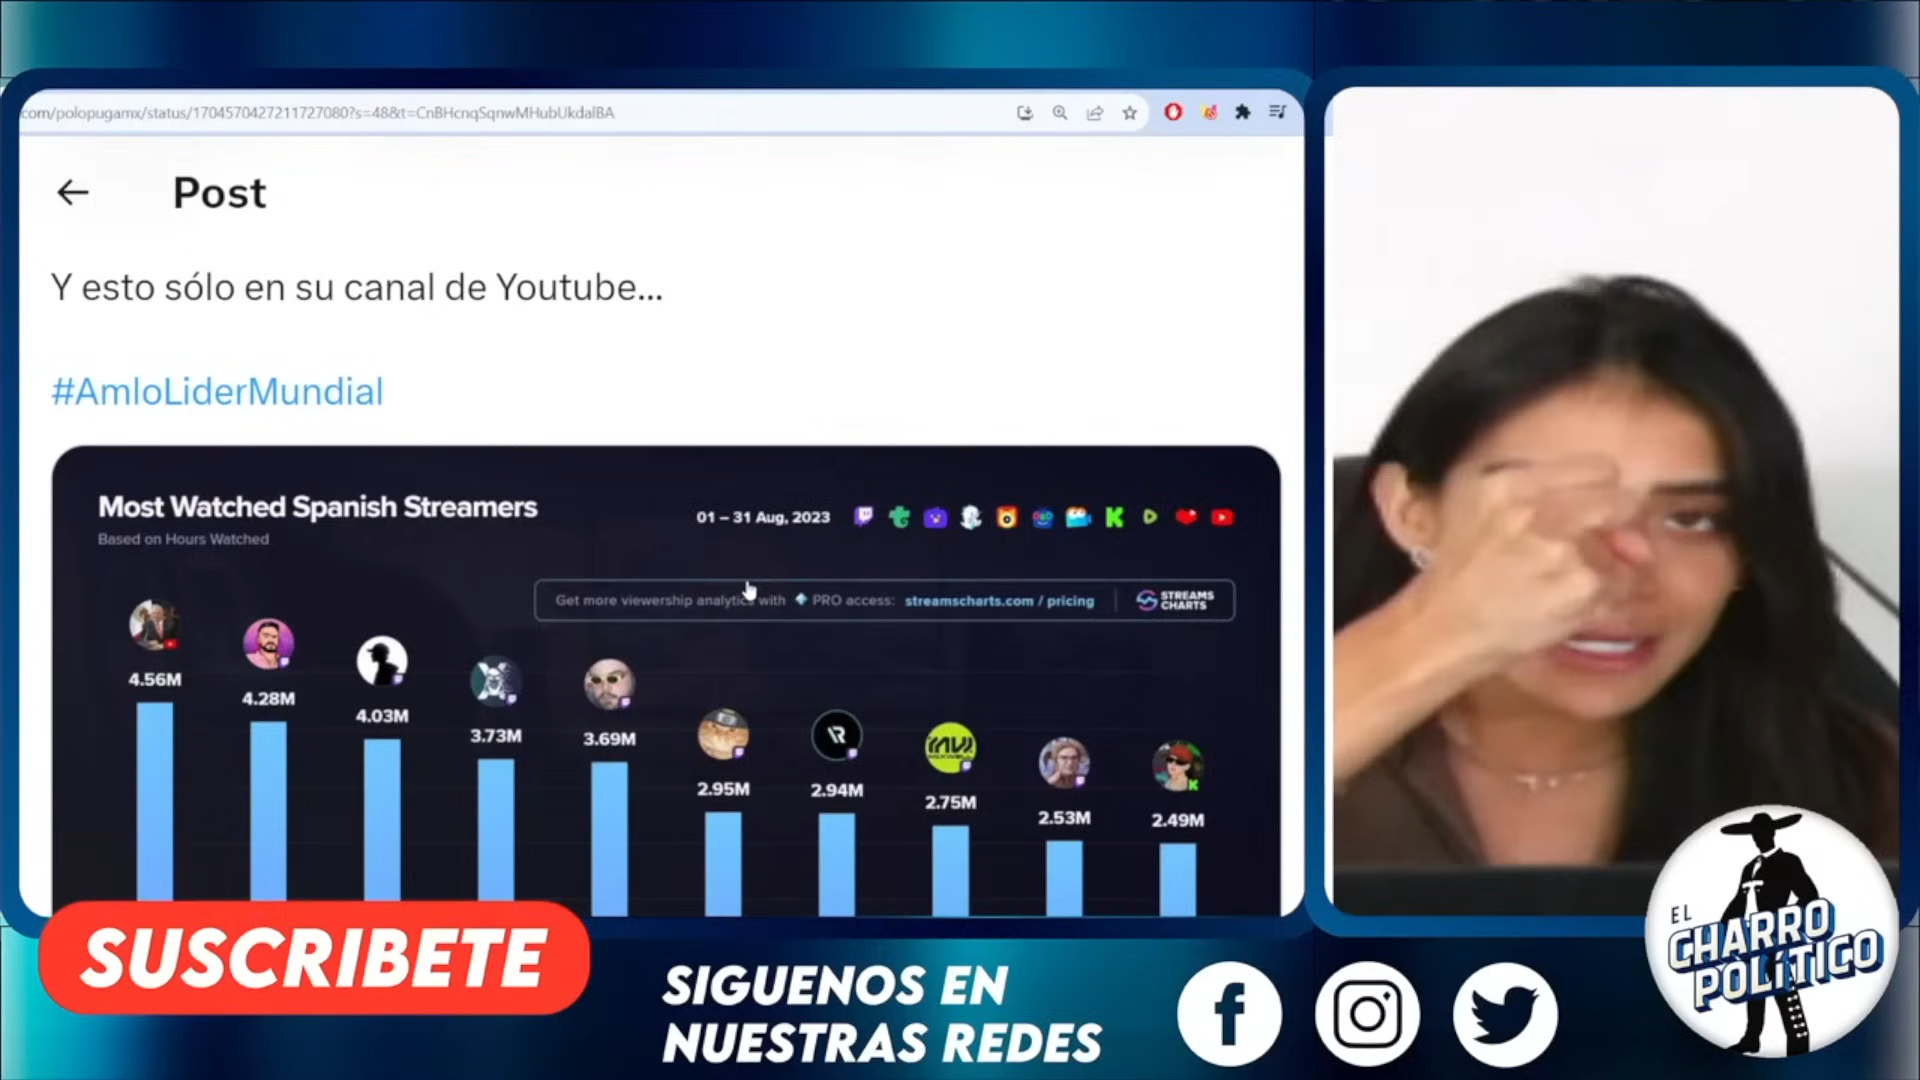 com/polopugamx/status/1704570427211727080?s=48&t=CnBHcnqSqnwMHubUkdalBA
Post
Y esto sólo en su canal de Youtube...
#AmloLiderMundial
Most Watched Spanish Streamers
Based on Hours Watched
01 – 31 Aug, 2023
Get more viewership analytics with PRO access: streamscharts.com / pricing
STREAMS
CHARTS
4.56M
4.28M
4.03M
3.73M
3.69M
2.95M
2.94M
2.75M
2.53M
2.49M
SUSCRIBETE
SIGUENOS EN
NUESTRAS REDES
EL
CHARRO
POLÍTICO